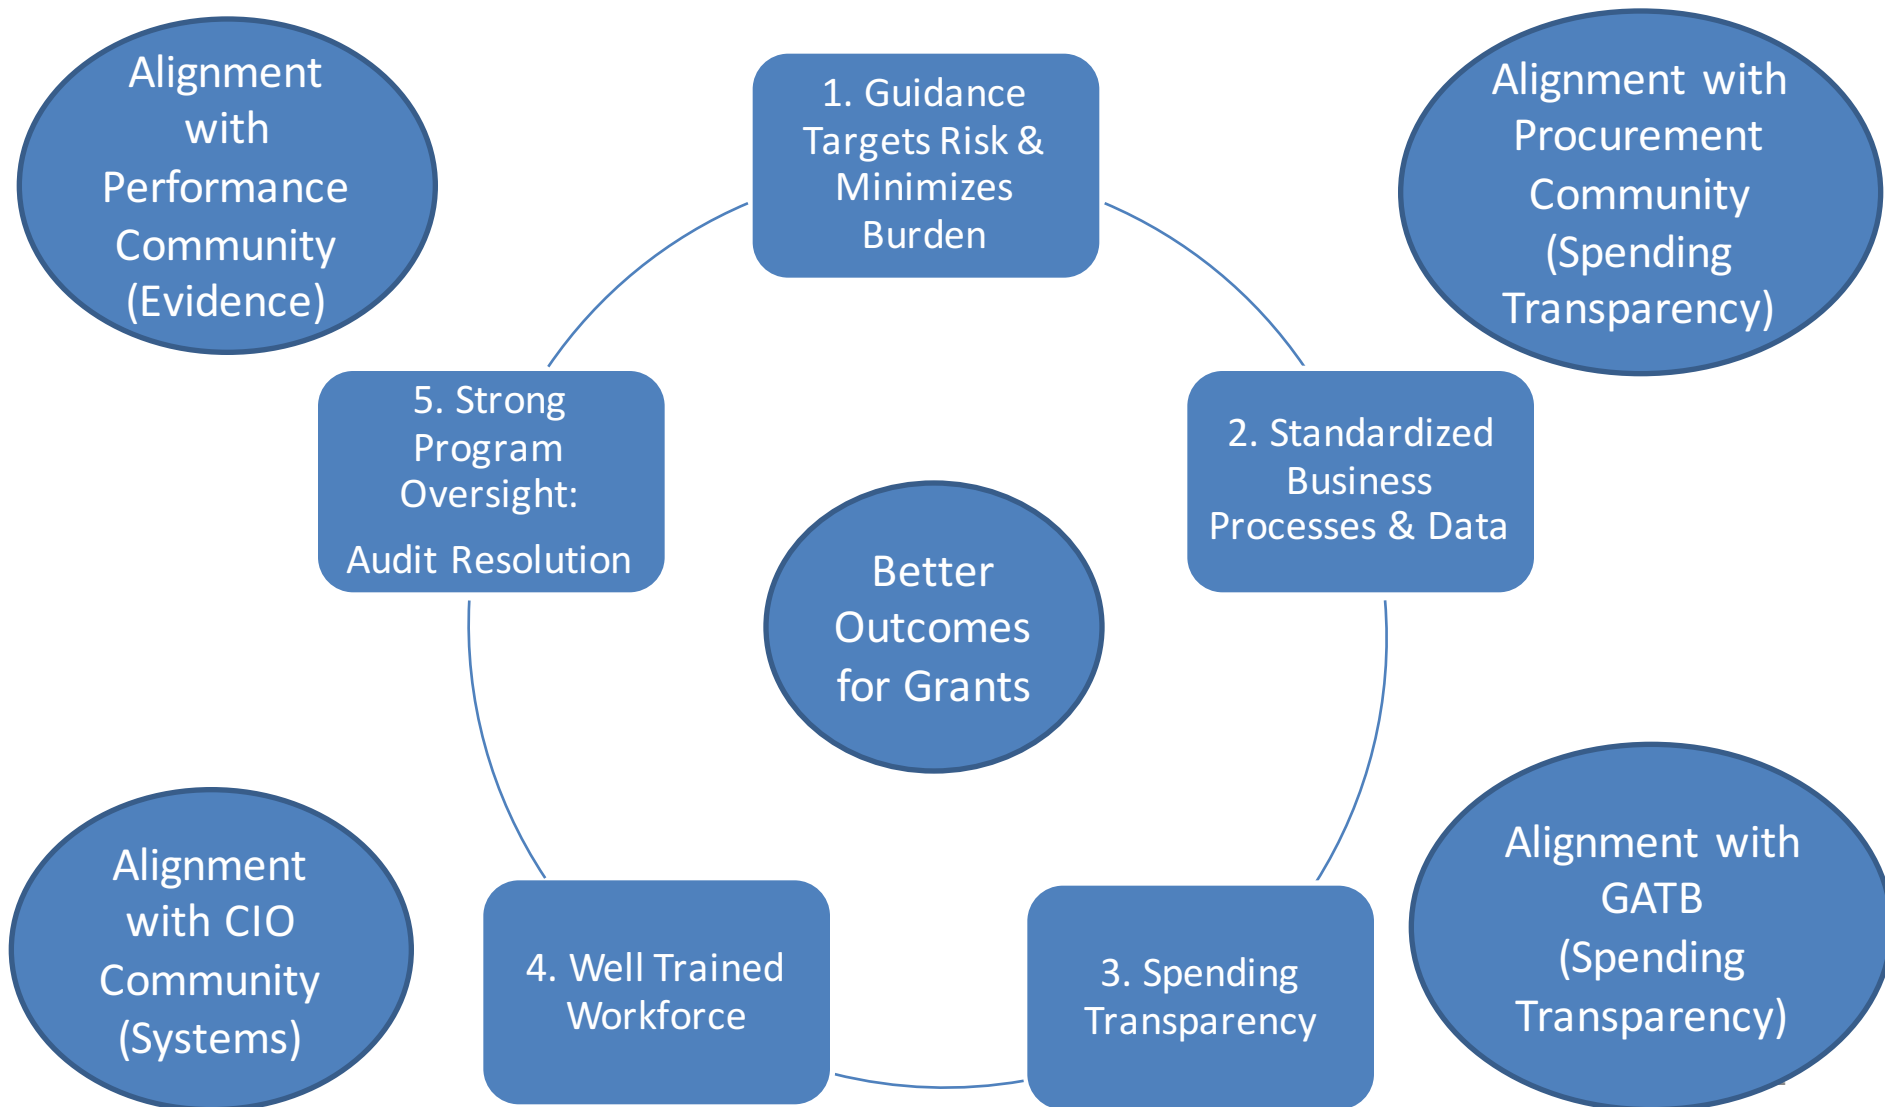 Alignment
with
Performance
Community
(Evidence)
1. Guidance
Targets Risk &
Minimizes
Burden
Alignment with
Procurement
Community
(Spending
Transparency)
5. Strong
Program
Oversight:
Audit Resolution
2. Standardized
Business
Processes & Data
Better
Outcomes
for Grants
Alignment
with CIO
Community
(Systems)
4. Well Trained
Workforce
3. Spending
Transparency
Alignment with
GATB
(Spending
Transparency)